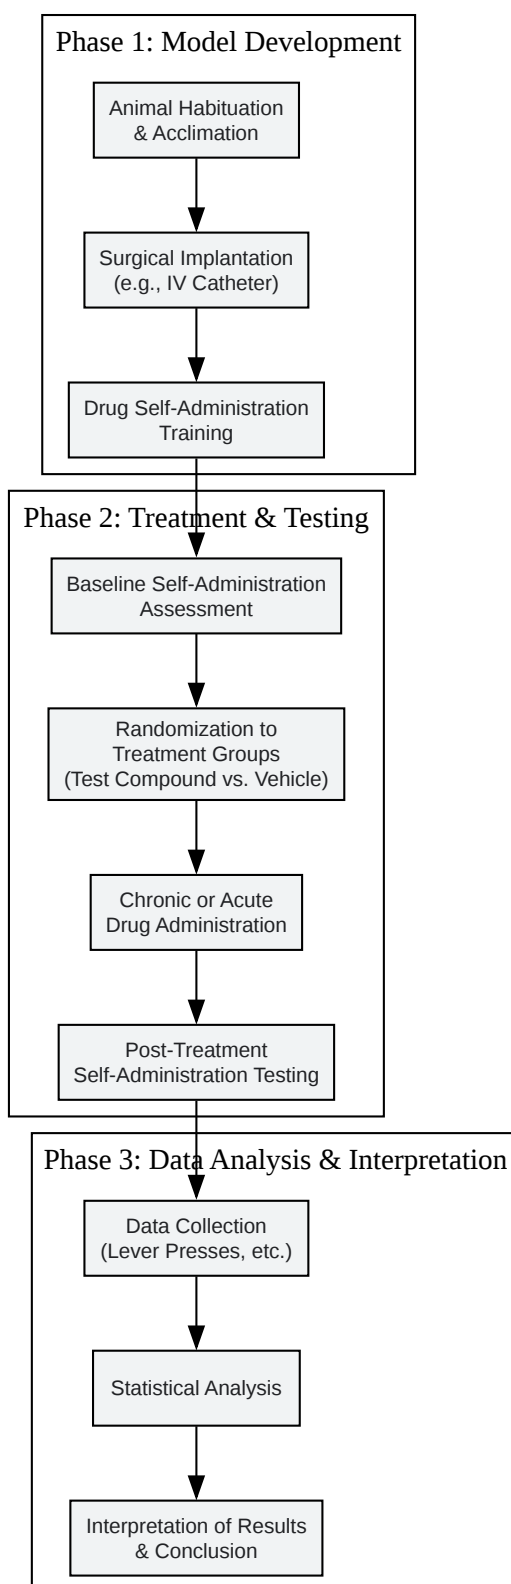 Phase 1: Model Development
Animal Habituation
& Acclimation
Surgical Implantation
(e.g., IV Catheter)
Drug Self-Administration
Training
Phase 2: Treatment & Testing
Baseline Self-Administration
Assessment
Randomization to
Treatment Groups
(Test Compound vs. Vehicle)
Chronic or Acute
Drug Administration
Post-Treatment
Self-Administration Testing
Phase 3: Data Analysis & Interpretation
Data Collection
(Lever Presses, etc.)
Statistical Analysis
Interpretation of Results
& Conclusion